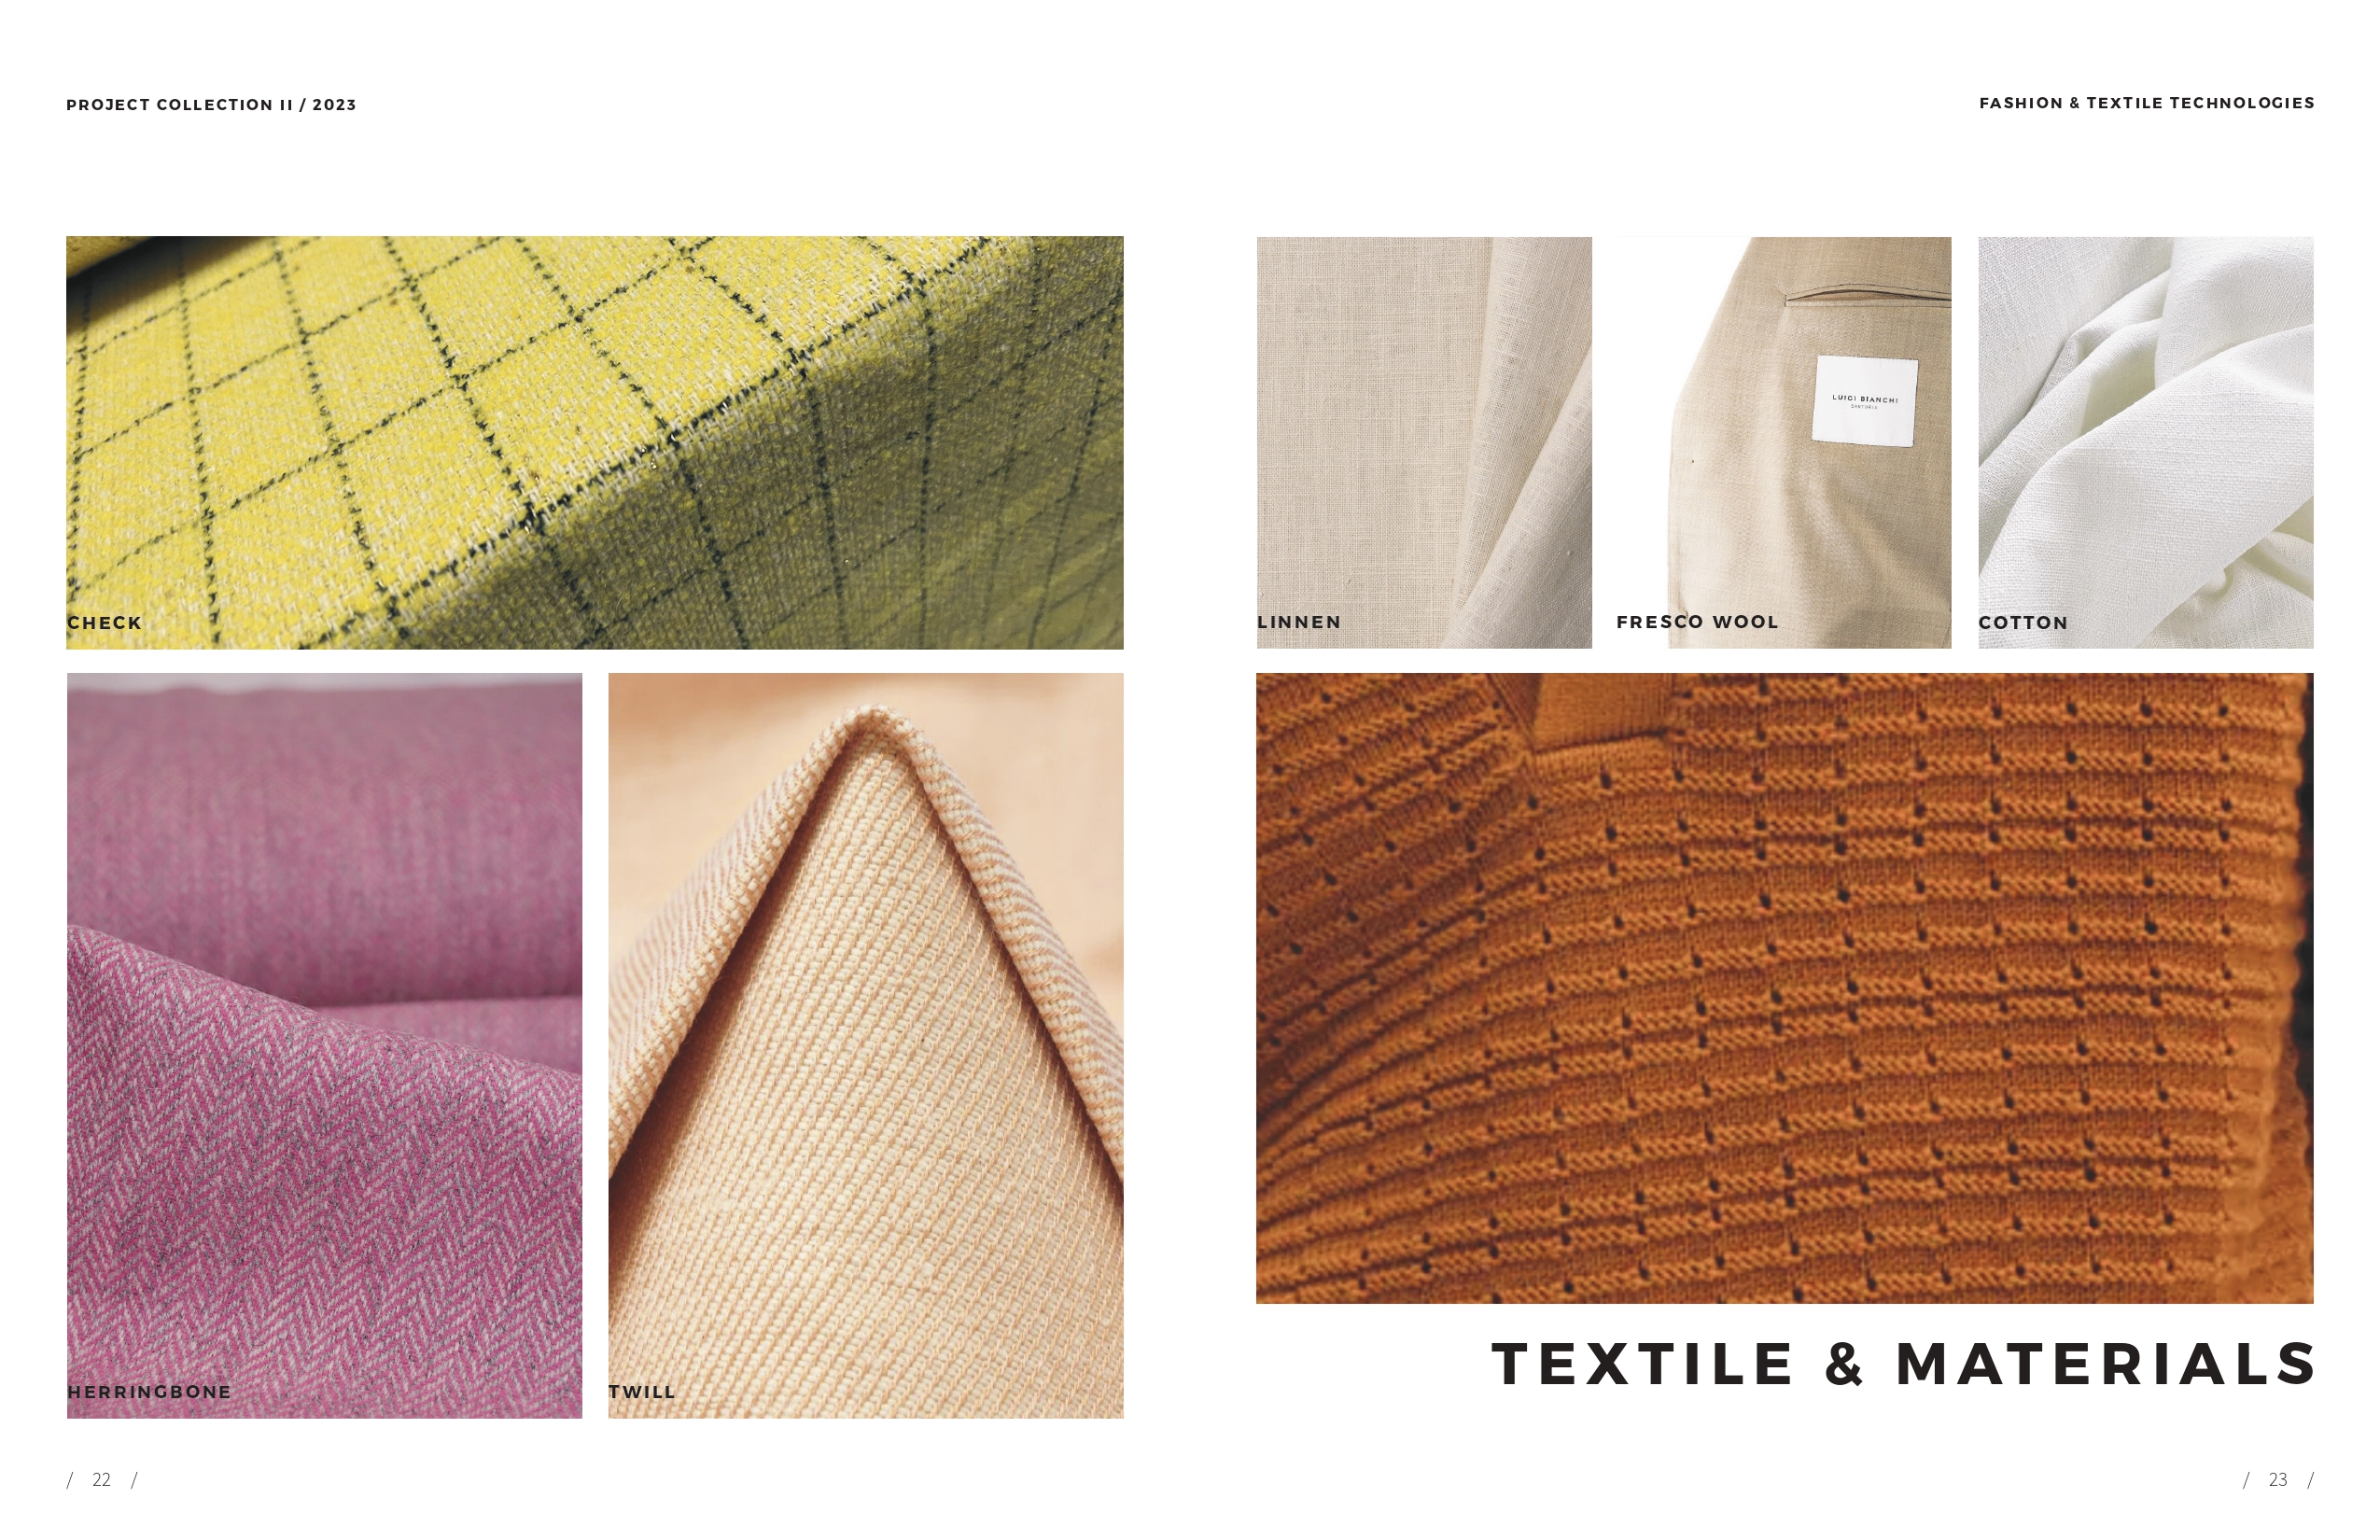 PROJECT COLLECTION II / 2023
FASHION & TEXTILE TECHNOLOGIES
CHECK
HERRINGBONE
TWILL
/ 22 /
LUIGI BIANCHI
SARTORIA
LINNEN
FRESCO WOOL
COTTON
TEXTILE & MATERIALS
/ 23 /